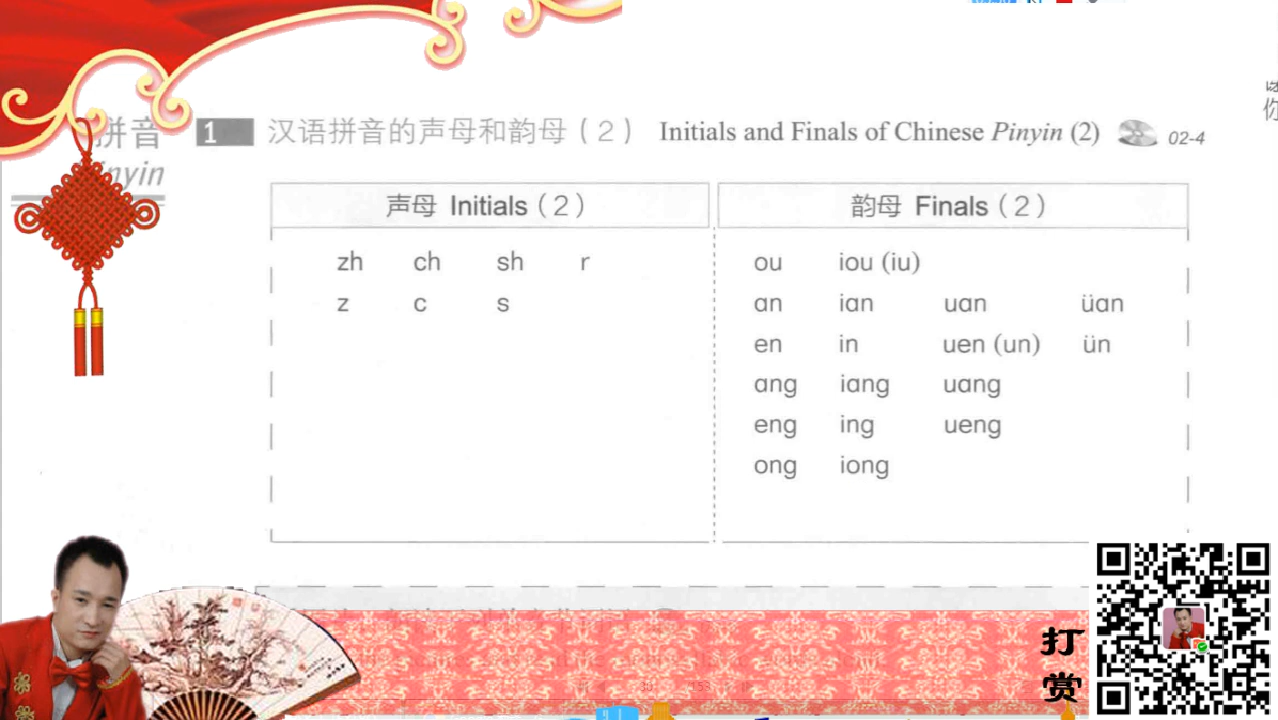 拼音
nyin
1 汉语拼音的声母和韵母（2） Initials and Finals of Chinese Pinyin (2) 02-4
你
声母 Initials（2）
zh ch sh r
z c s
韵母 Finals（2）
ou iou (iu)
an ian uan üan
en in uen (un) ün
ang iang uang
eng ing ueng
ong iong
打
赏